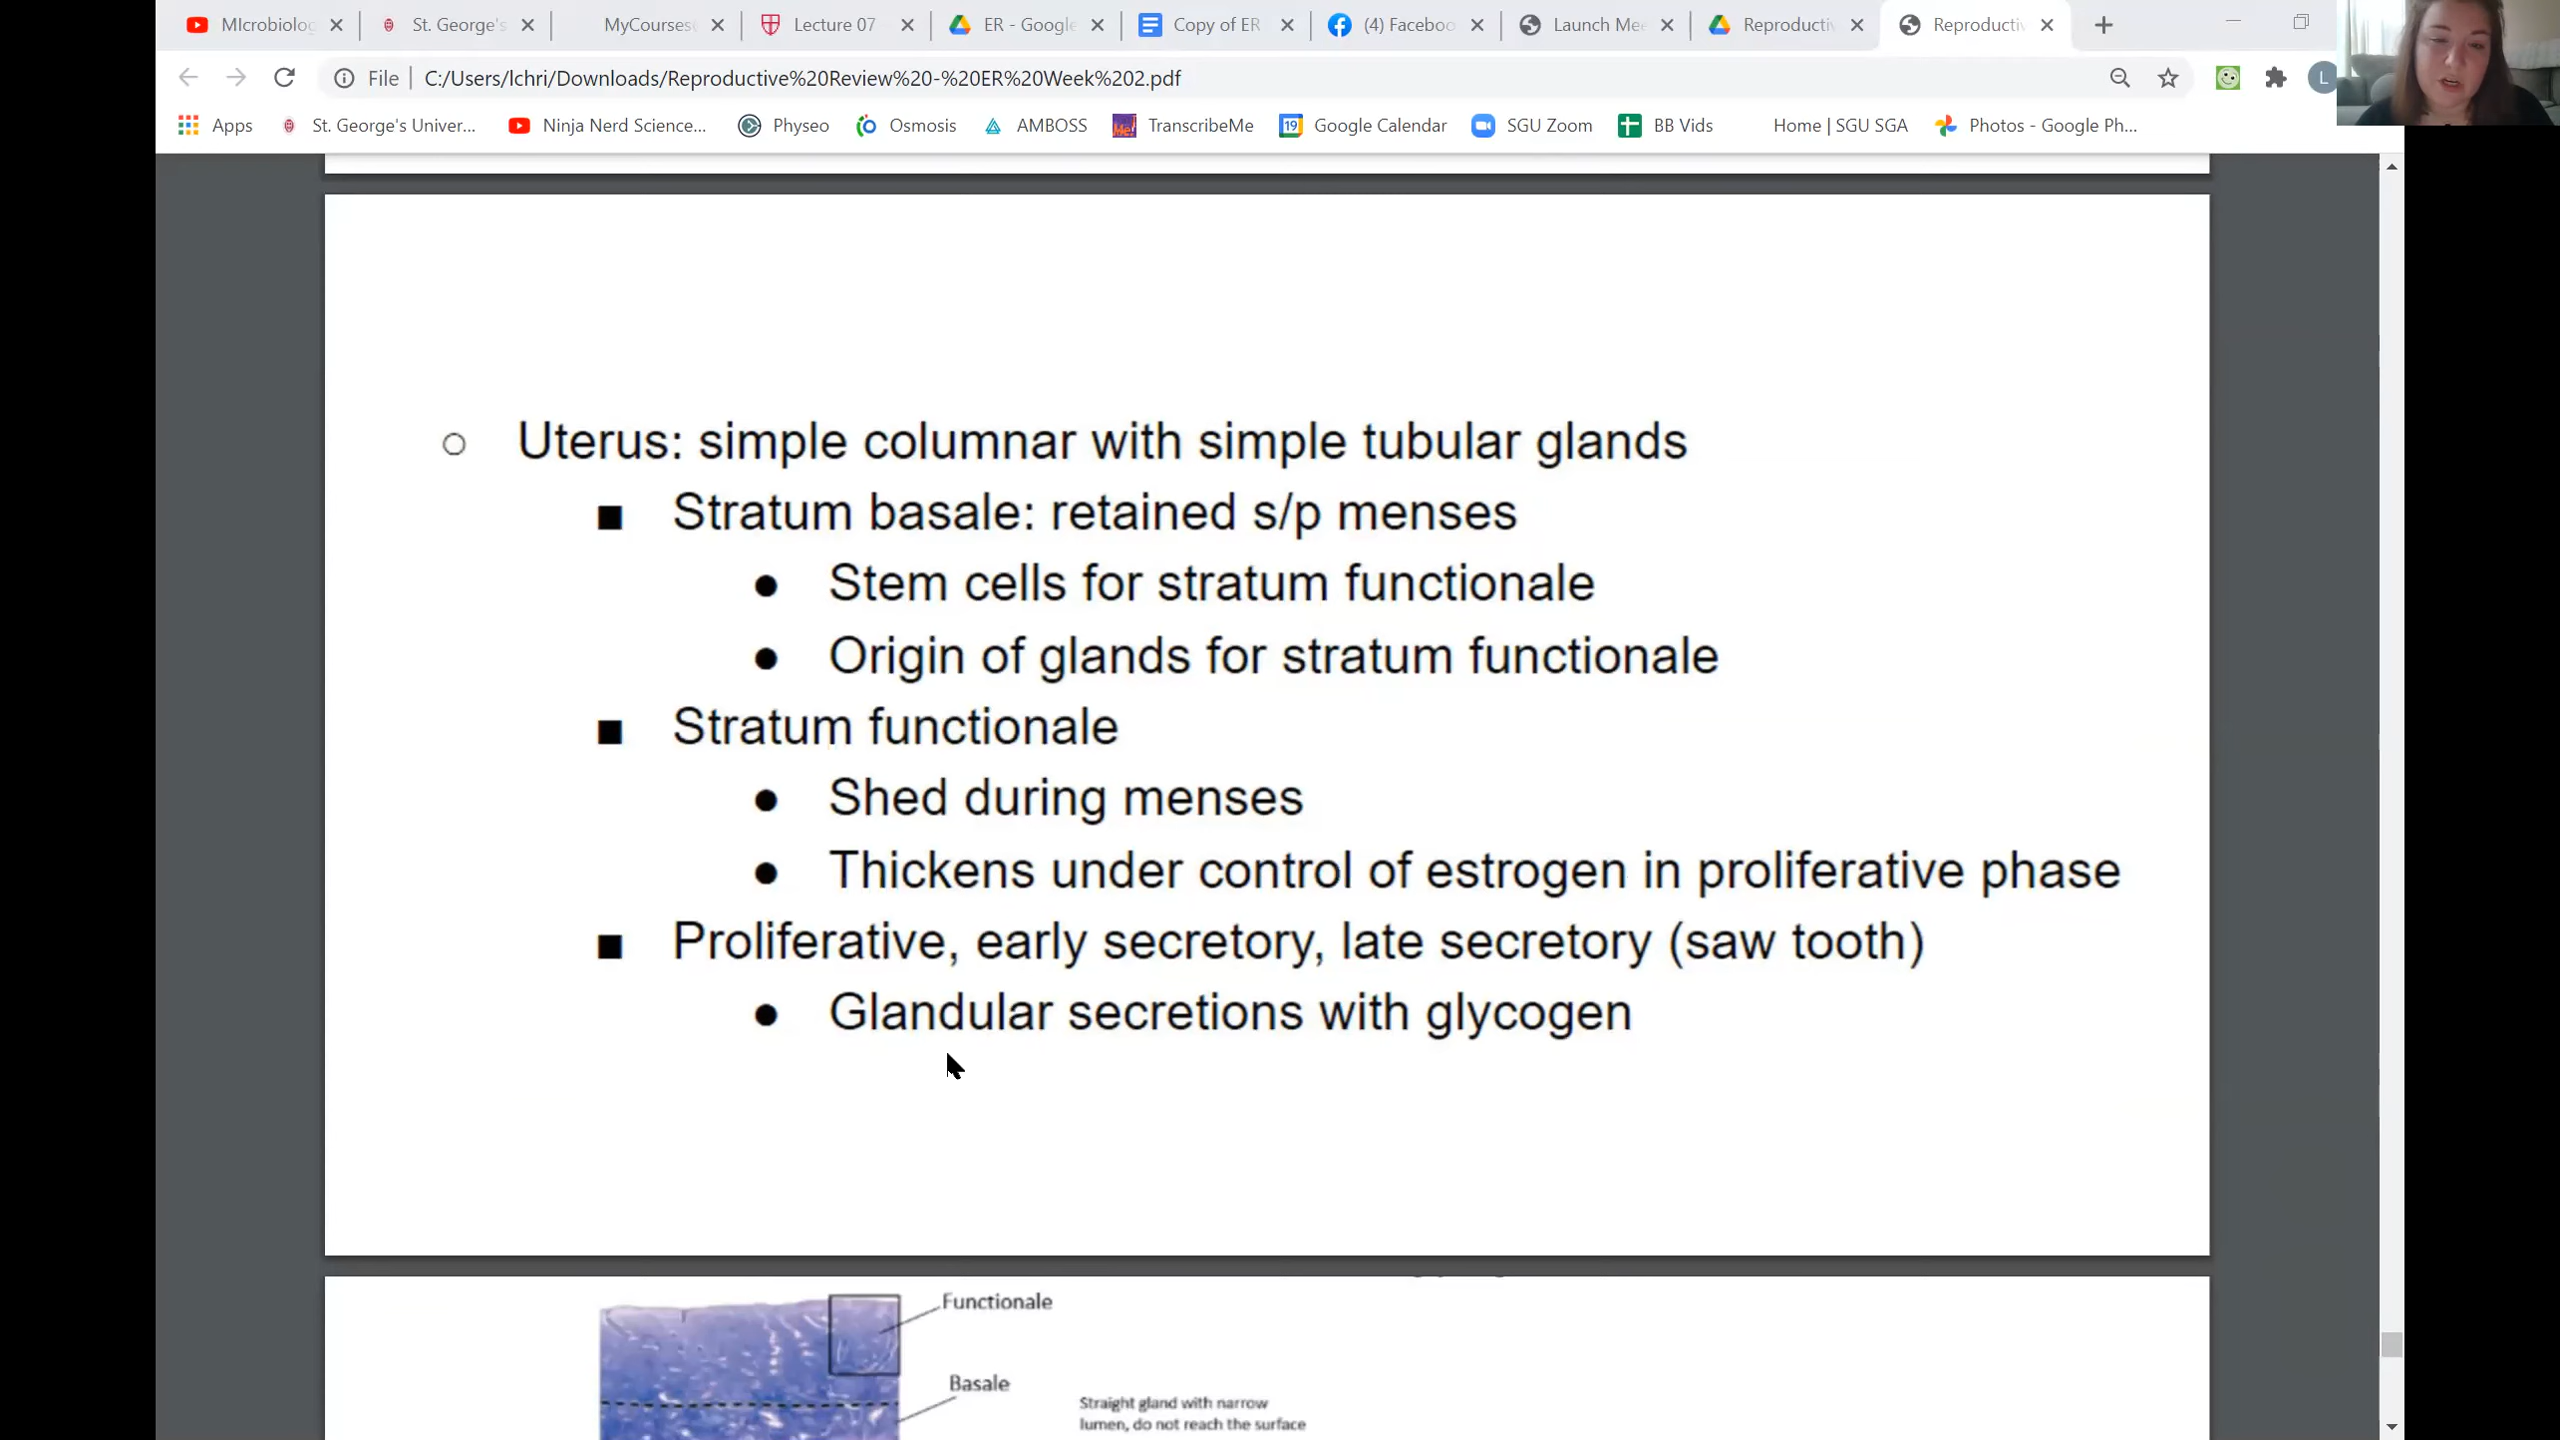 MIcrobiolog
St. George's
MyCourses
Lecture 07
ER - Google
Copy of ER
(4) Faceboo
Launch Mee
Reproductiv
Reproductiv
File
C:/Users/lchri/Downloads/Reproductive%20Review%20-%20ER%20Week%202.pdf
L
Apps
St. George's Univer...
Ninja Nerd Science...
Physeo
Osmosis
AMBOSS
TranscribeMe
19
Google Calendar
SGU Zoom
BB Vids
Home | SGU SGA
Photos - Google Ph...
Uterus: simple columnar with simple tubular glands
Stratum basale: retained s/p menses
Stem cells for stratum functionale
Origin of glands for stratum functionale
Stratum functionale
Shed during menses
Thickens under control of estrogen in proliferative phase
Proliferative, early secretory, late secretory (saw tooth)
Glandular secretions with glycogen
Functionale
Basale
Straight gland with narrow
lumen, do not reach the surface